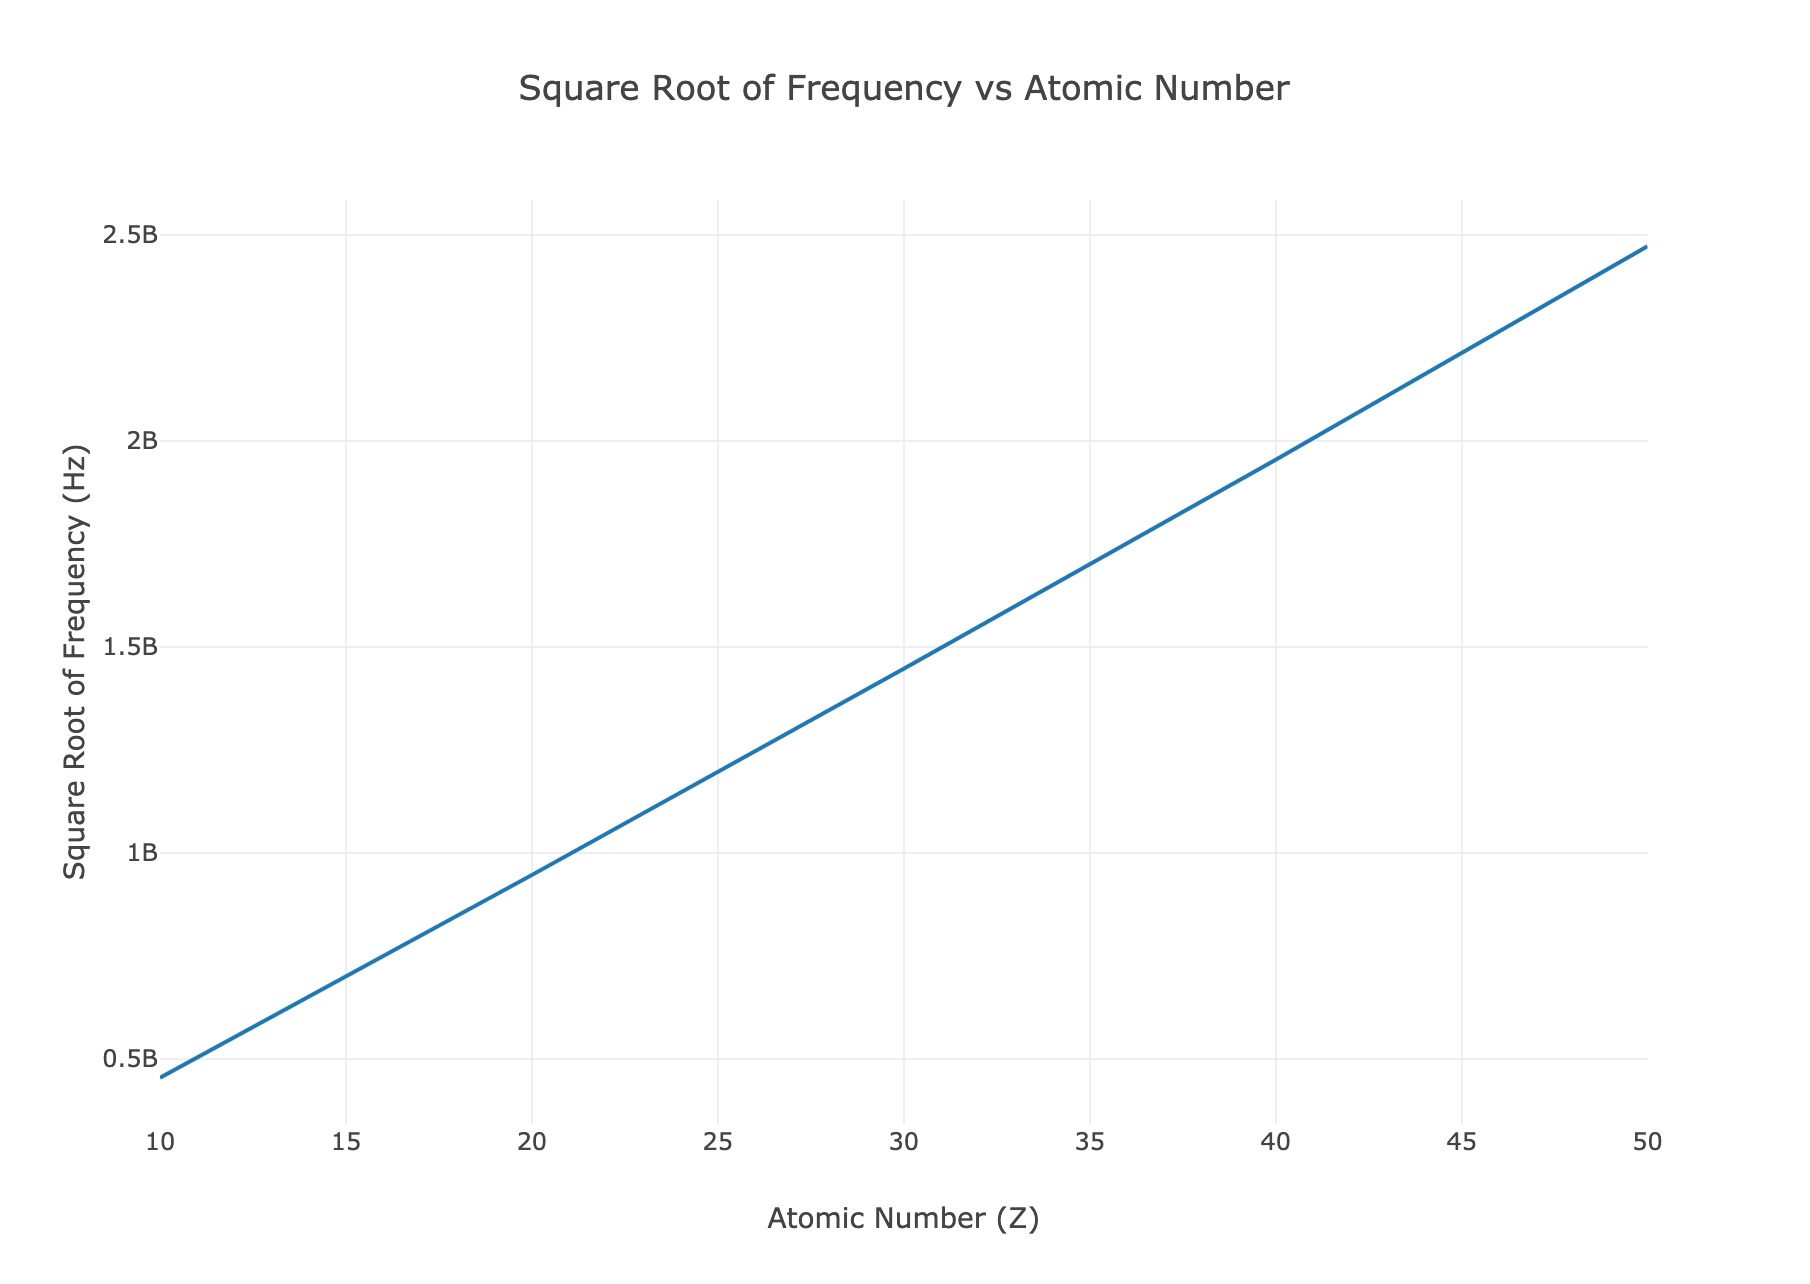 Square Root of Frequency vs Atomic Number
2.5B
2B
1.5B
1B
0.5B
Square Root of Frequency (Hz)
10 15 20 25 30 35 40 45 50
Atomic Number (Z)